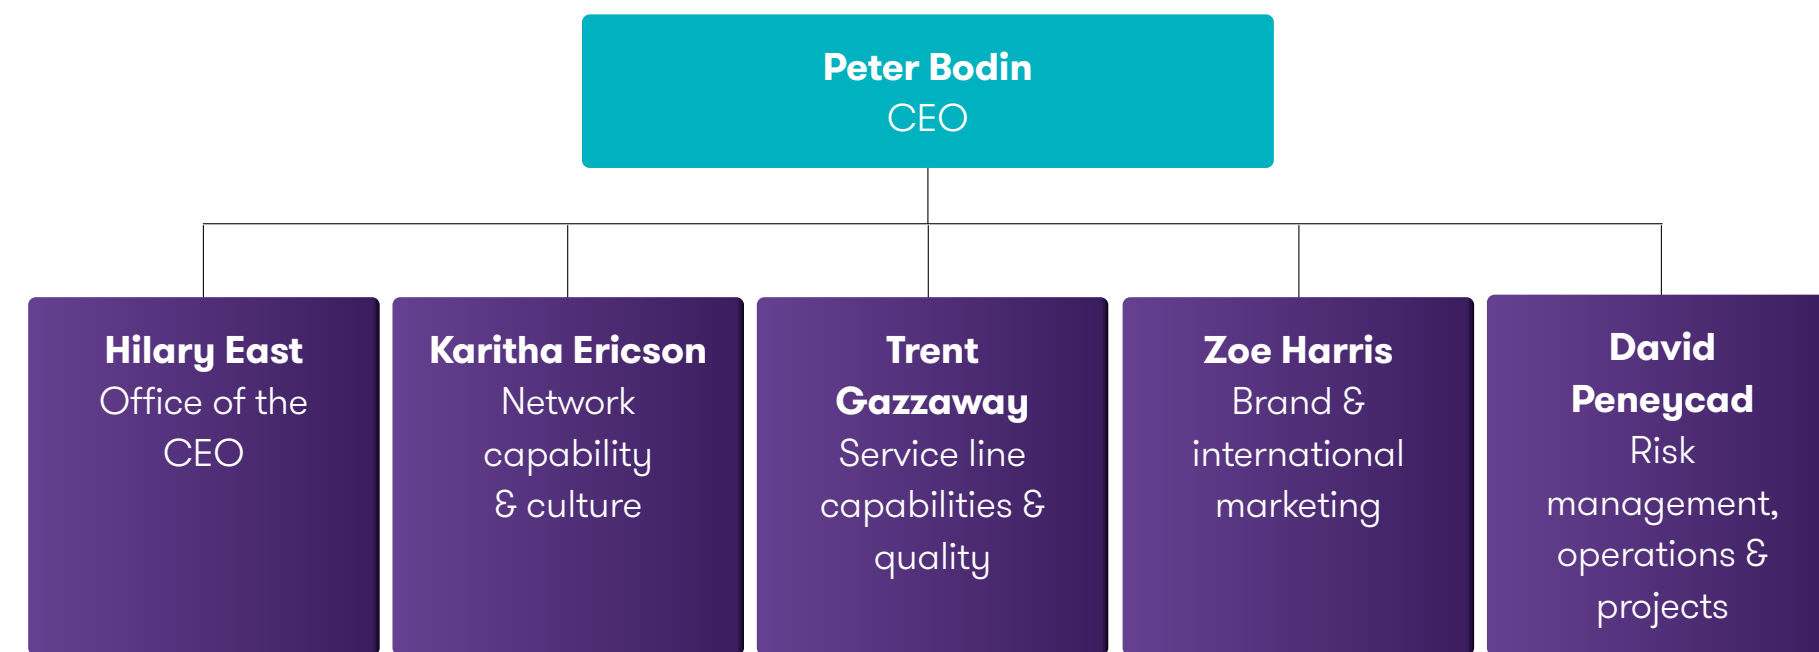 Peter Bodin
CEO
Hilary East
Office of the
CEO
Karitha Ericson
Network
capability
& culture
Trent
Gazzaway
Service line
capabilities &
quality
Zoe Harris
Brand &
international
marketing
David
Peneycad
Risk
management,
operations &
projects